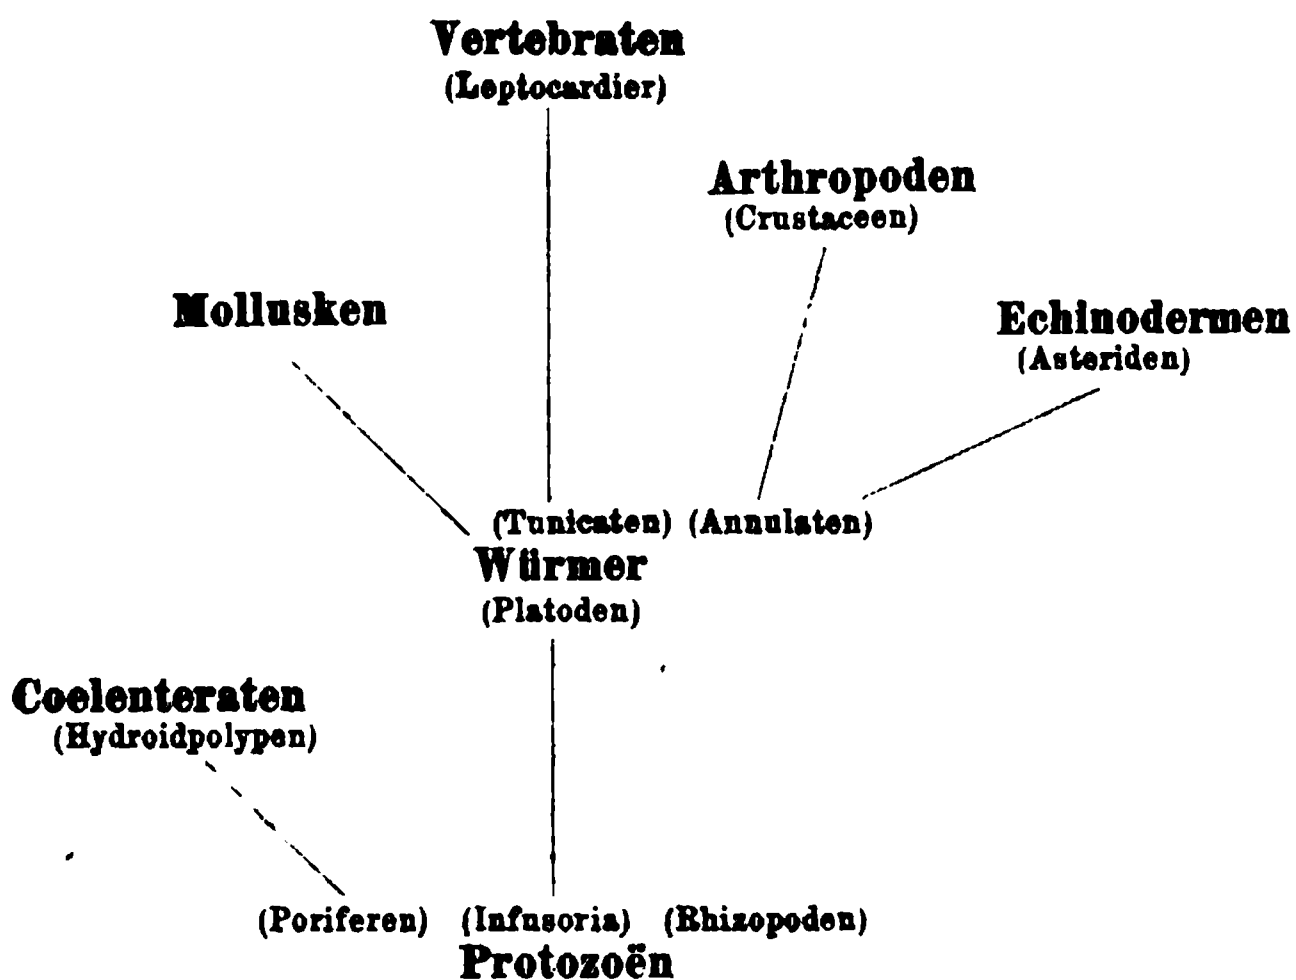 Vertebraten
(Leptocardier)
Arthropoden
(Crustaceen)
Mollusken
Echinodermen
(Asteriden)
(Tunicaten) (Annulaten)
Würmer
(Platoden)
Coelenteraten
(Hydroidpolypen)
(Poriferen) (Infusoria) (Rhizopoden)
Protozoën